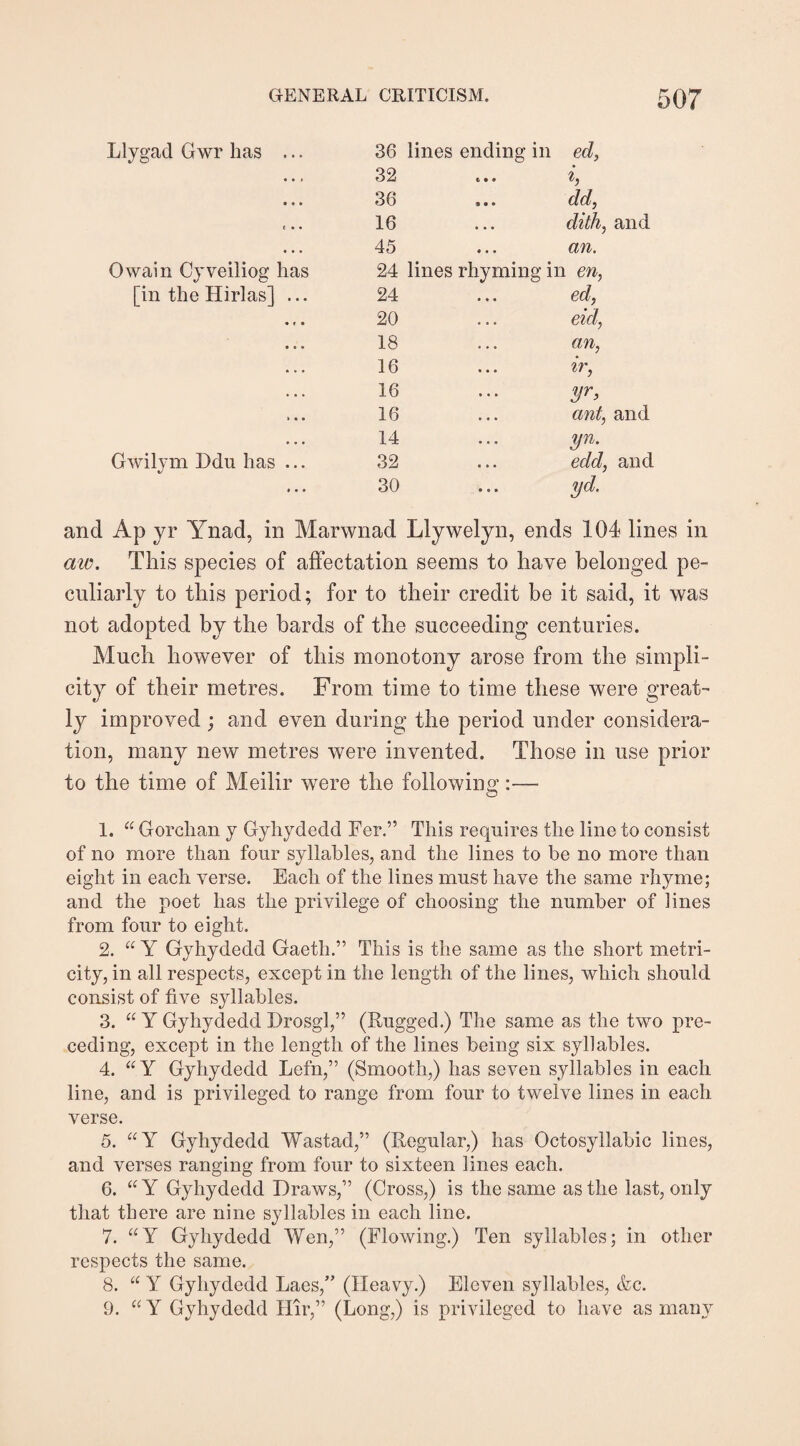 GENERAL CRITICISM. 507
Llygad Gwr has ... 36 lines ending in ed,
... 32 ... i,
... 36 ... dd,
... 16 ... dith, and
... 45 ... an.
Owain Cyveiliog has 24 lines rhyming in en,
[in the Hirlas] ... 24 ... ed,
... 20 ... eid,
... 18 ... an,
... 16 ... ir,
... 16 ... yr,
... 16 ... ant, and
... 14 ... yn.
Gwilym Ddu has ... 32 ... edd, and
... 30 ... yd.
and Ap yr Ynad, in Marwnad Llywelyn, ends 104 lines in
aw. This species of affectation seems to have belonged pe-
culiarly to this period; for to their credit be it said, it was
not adopted by the bards of the succeeding centuries.
Much however of this monotony arose from the simpli-
city of their metres. From time to time these were great-
ly improved; and even during the period under considera-
tion, many new metres were invented. Those in use prior
to the time of Meilir were the following:—
1. “Gorchan y Gyhydedd Fer.” This requires the line to consist
of no more than four syllables, and the lines to be no more than
eight in each verse. Each of the lines must have the same rhyme;
and the poet has the privilege of choosing the number of lines
from four to eight.
2. “Y Gyhydedd Gaeth.” This is the same as the short metri-
city, in all respects, except in the length of the lines, which should
consist of five syllables.
3. “Y Gyhydedd Drosgl,” (Rugged.) The same as the two pre-
ceding, except in the length of the lines being six syllables.
4. “Y Gyhydedd Lefn,” (Smooth,) has seven syllables in each
line, and is privileged to range from four to twelve lines in each
verse.
5. “Y Gyhydedd Wastad,” (Regular,) has Octosyllabic lines,
and verses ranging from four to sixteen lines each.
6. “Y Gyhydedd Draws,” (Cross,) is the same as the last, only
that there are nine syllables in each line.
7. “Y Gyhydedd Wen,” (Flowing.) Ten syllables; in other
respects the same.
8. “Y Gyhydedd Laes,” (Heavy.) Eleven syllables, &c.
9. “Y Gyhydedd Hîr,” (Long,) is privileged to have as many